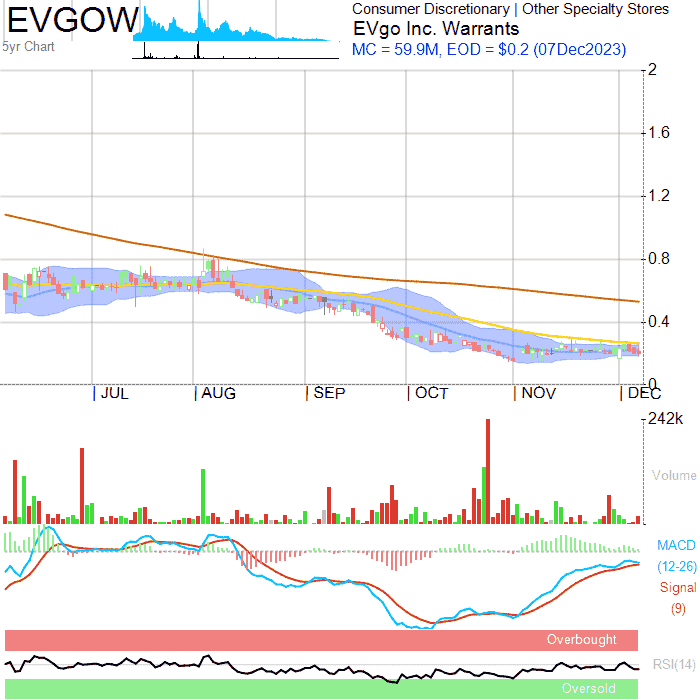 EVGOW
5yr Chart
Consumer Discretionary | Other Specialty Stores
EVgo Inc. Warrants
MC = 59.9M, EOD = $0.2 (07Dec2023)
2
1.6
1.2
0.8
0.4
0
JUL AUG SEP OCT NOV DEC
242k
Volume
MACD
(12-26)
Signal
(9)
Overbought
RSI(14)
Oversold